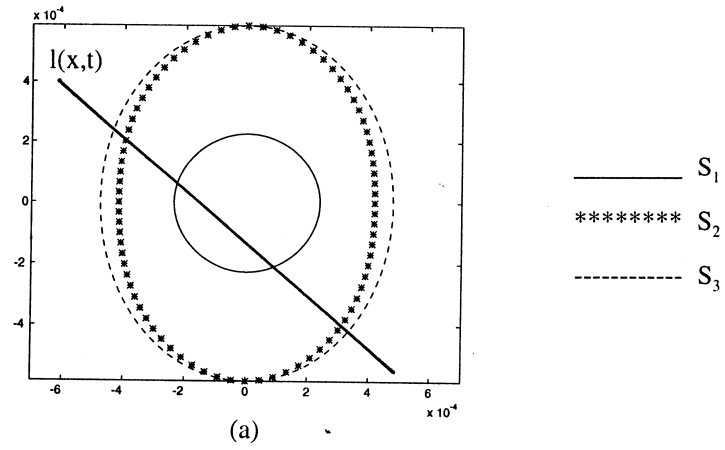 x 10⁻⁴
l(x,t)
4
2
0
-2
-4
-6
-4
-2
0
2
4
6
x 10⁻⁴
(a)
S₁
******** S₂
S₃